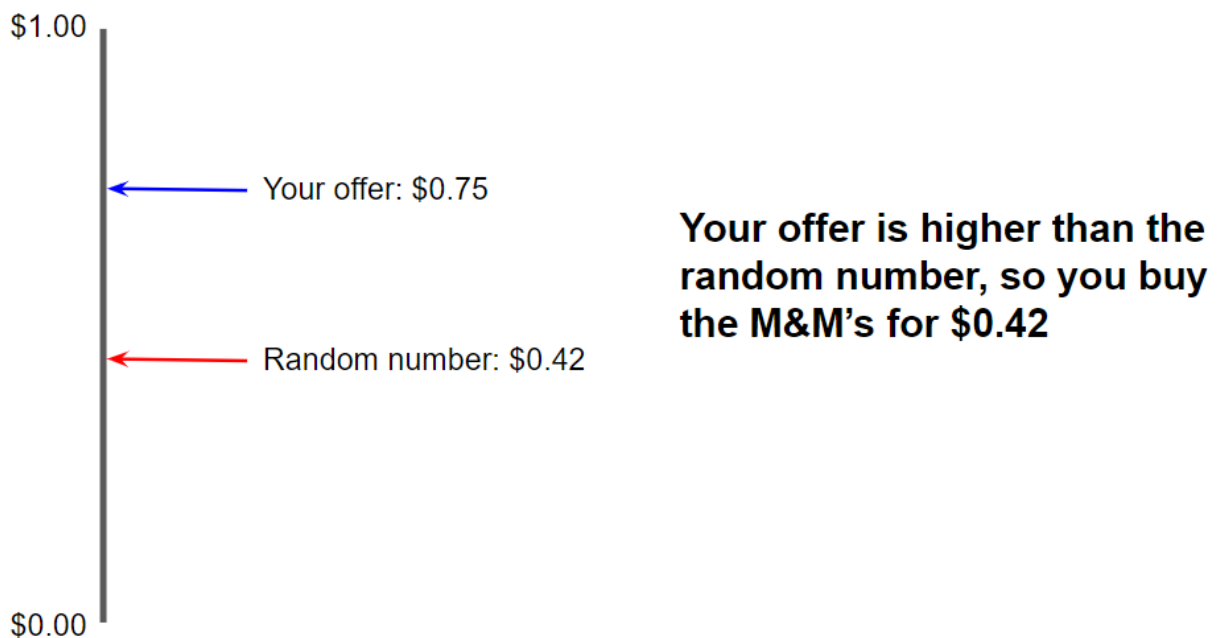 $1.00
Your offer: $0.75
Your offer is higher than the
random number, so you buy
the M&M’s for $0.42
Random number: $0.42
$0.00